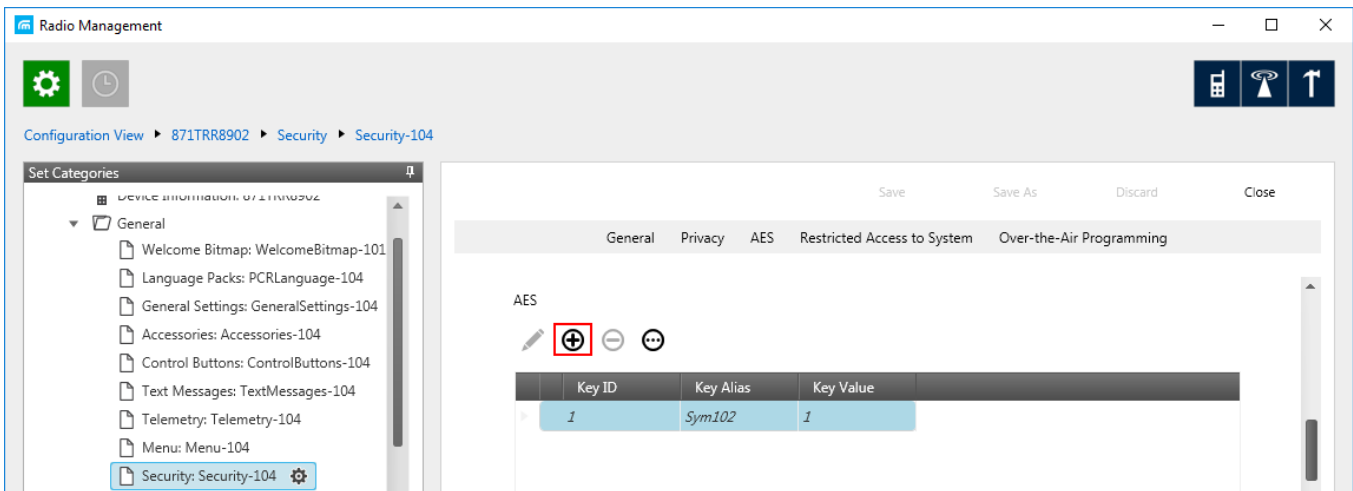 Radio Management
Configuration View 871TRR8902 Security Security-104
Set Categories
Device Information: 871TRR8902
General
Welcome Bitmap: WelcomeBitmap-101
Language Packs: PCRLanguage-104
General Settings: GeneralSettings-104
Accessories: Accessories-104
Control Buttons: ControlButtons-104
Text Messages: TextMessages-104
Telemetry: Telemetry-104
Menu: Menu-104
Security: Security-104
Save Save As Discard Close
General Privacy AES Restricted Access to System Over-the-Air Programming
AES
Key ID Key Alias Key Value
1 Sym102 1